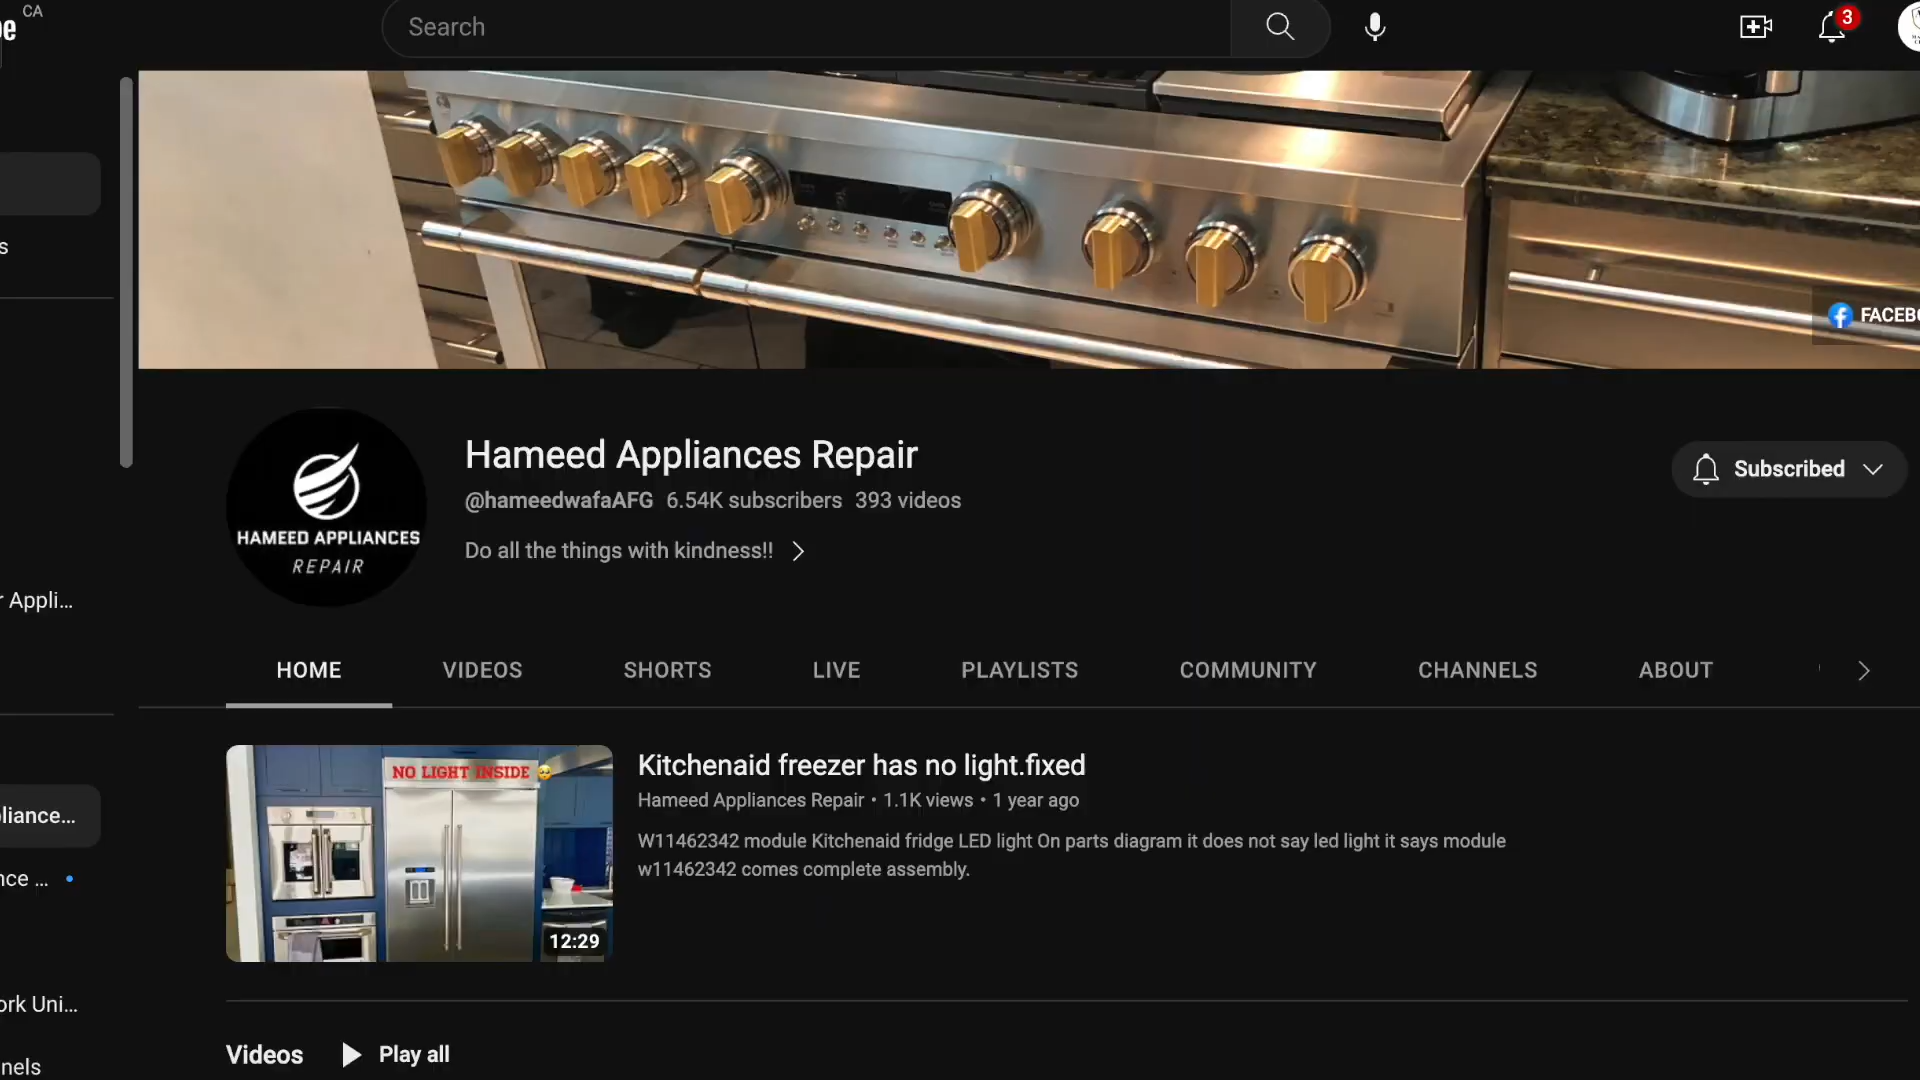 CA
Search
3
FACEB
Hameed Appliances Repair
@hameedwafaAFG 6.54K subscribers 393 videos
Do all the things with kindness!!
Subscribed
HAMEED APPLIANCES
REPAIR
r Appli...
HOME VIDEOS SHORTS LIVE PLAYLISTS COMMUNITY CHANNELS ABOUT
NO LIGHT INSIDE
12:29
Kitchenaid freezer has no light.fixed
Hameed Appliances Repair • 1.1K views • 1 year ago
W11462342 module Kitchenaid fridge LED light On parts diagram it does not say led light it says module
w11462342 comes complete assembly.
liance...
nce ...
ork Uni...
Videos Play all
nels